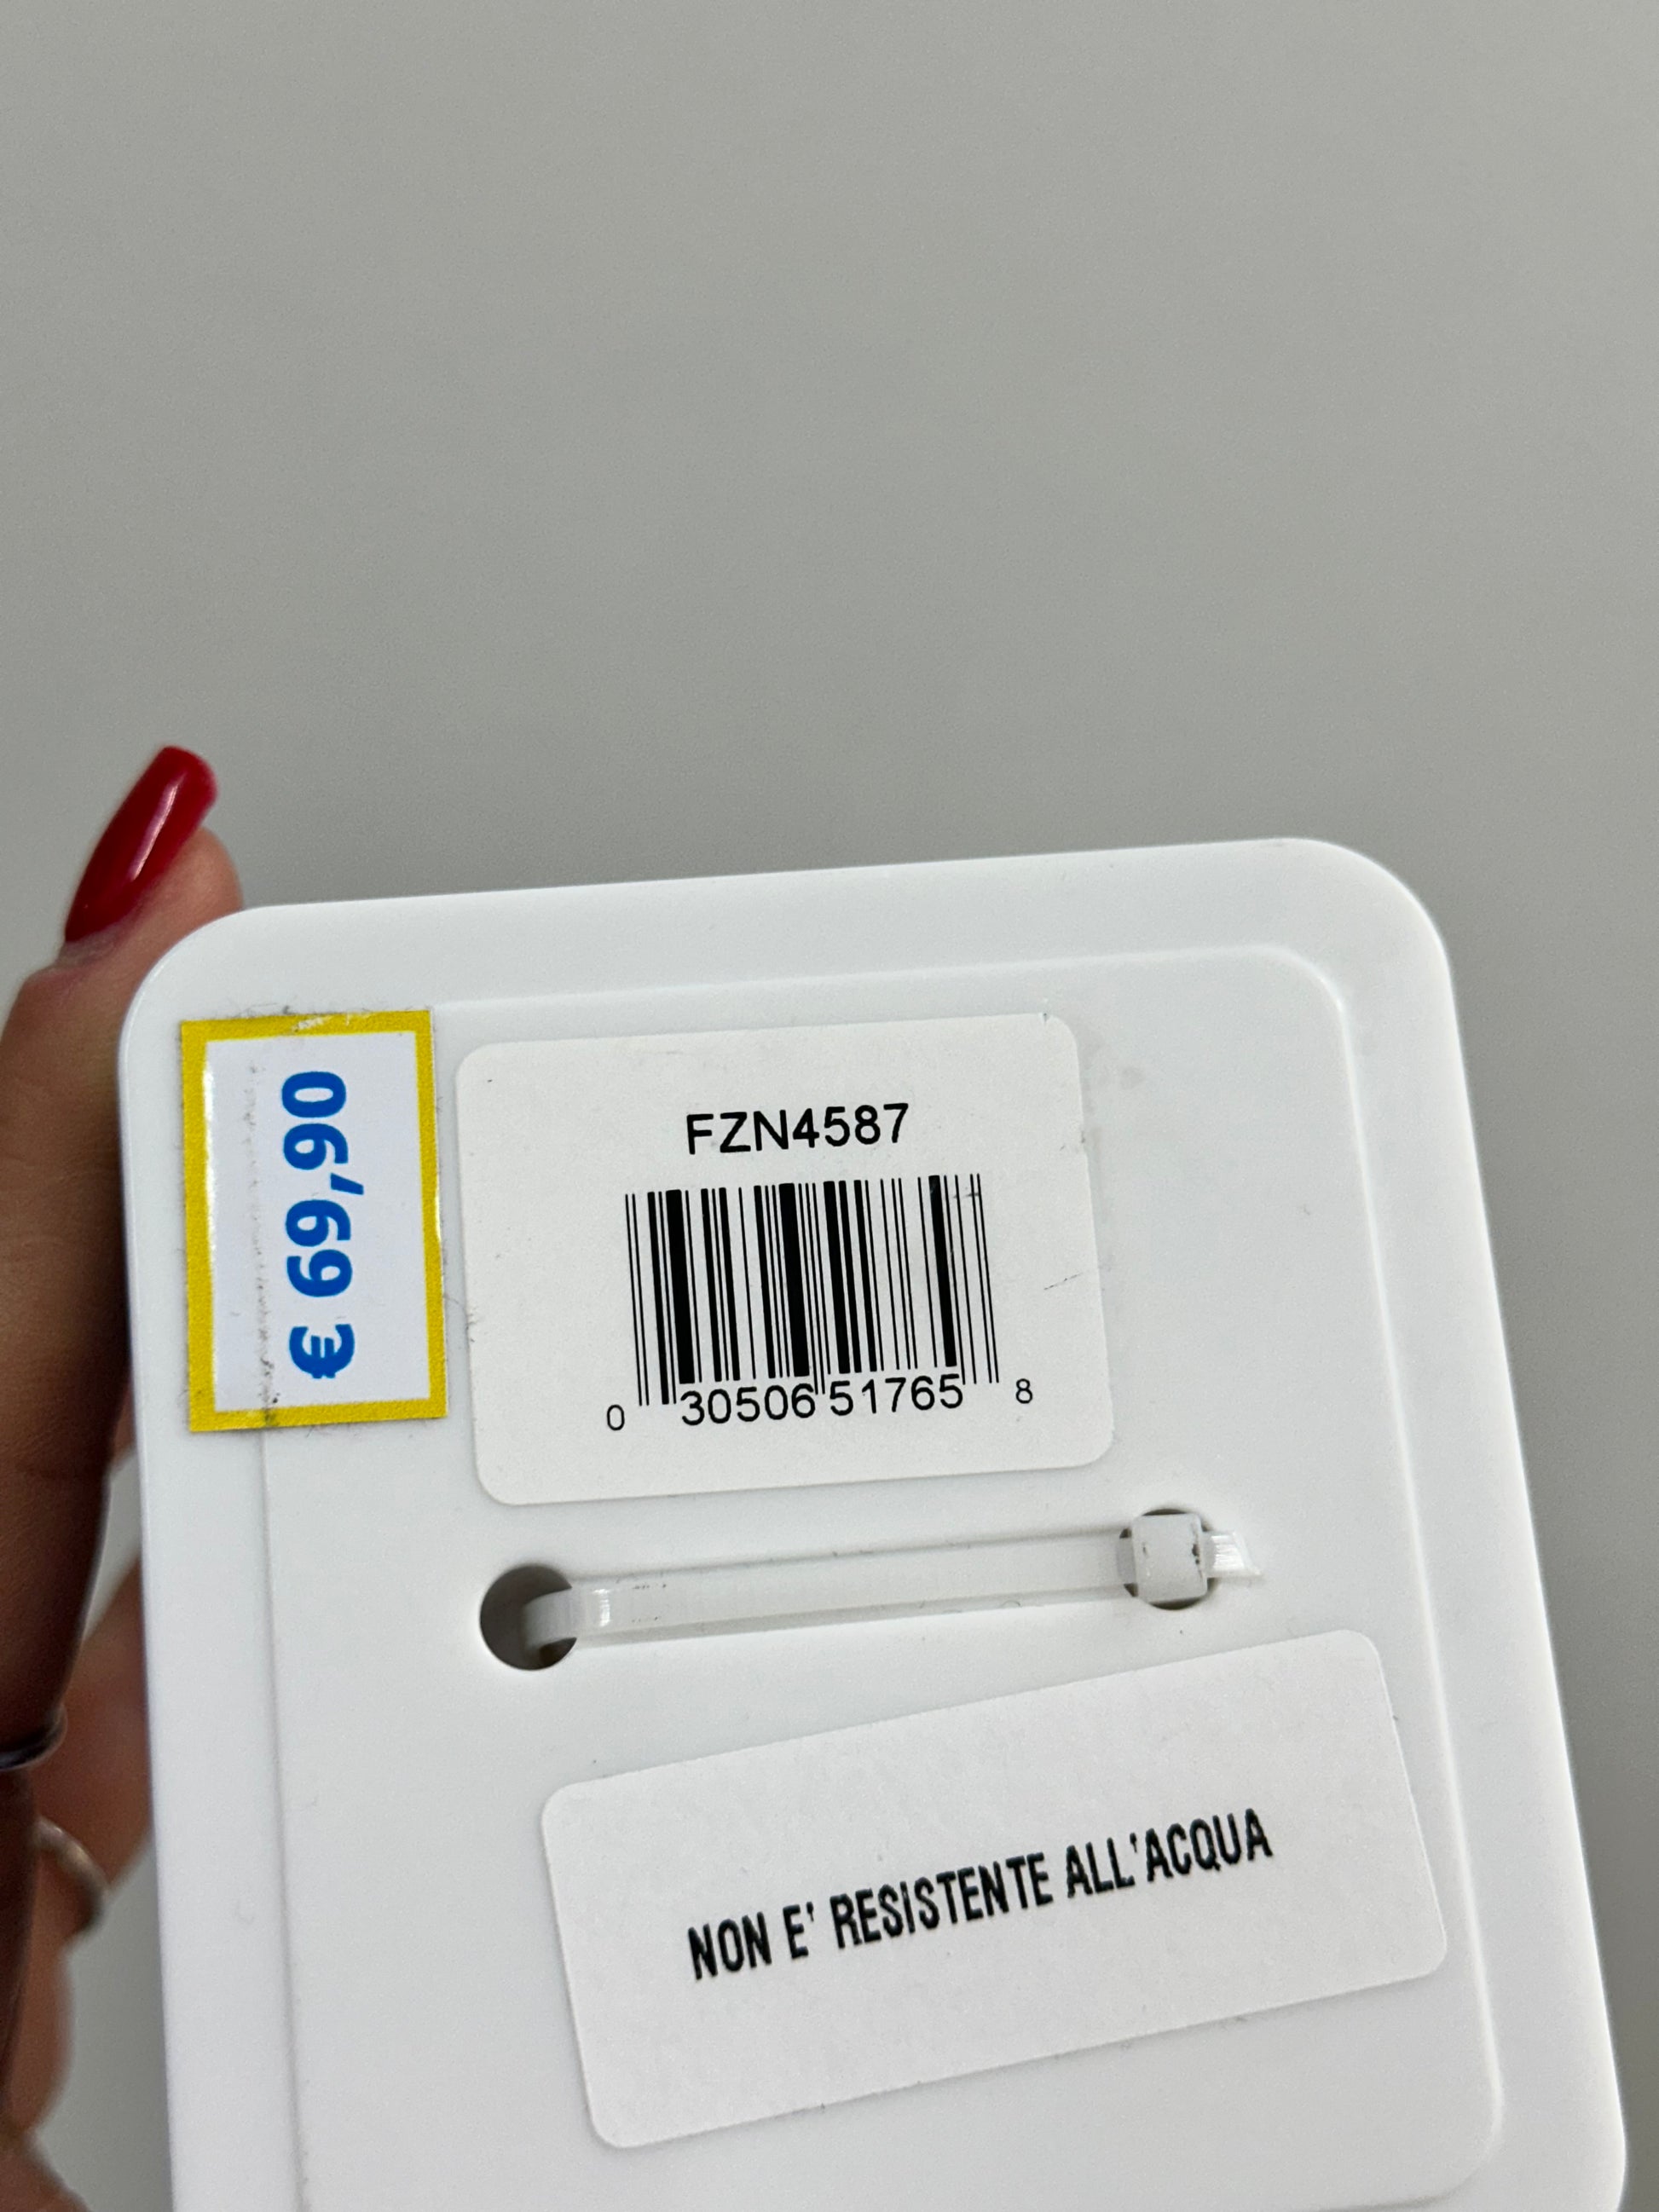 € 69,90
FZN4587
0 30506 51765 8
NON E' RESISTENTE ALL'ACQUA